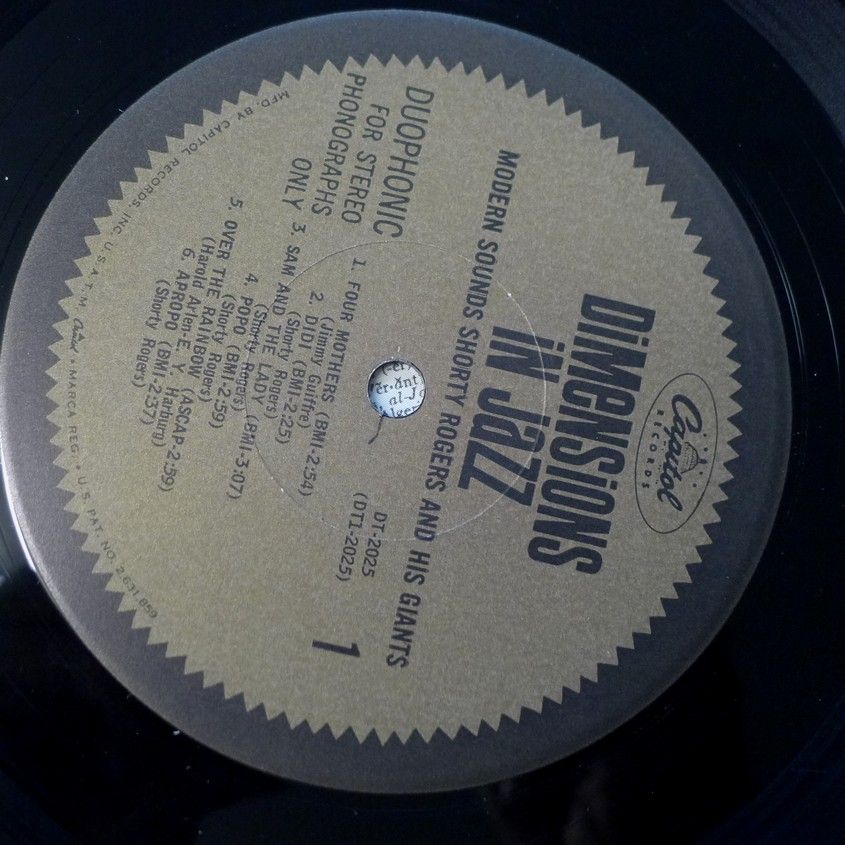 Capitol
RECORDS
DiMeNSiONS
iN JaZZ
MODERN SOUNDS SHORTY ROGERS AND HIS GIANTS
DUOPHONIC
FOR STEREO
PHONOGRAPHS
ONLY
DT-2025
(DT1-2025)
1
1. FOUR MOTHERS (BMI-2:54)
(Jimmy Guiffre)
2. DIDI (BMI-2:25)
(Shorty Rogers)
3. SAM AND THE LADY (BMI-3:07)
(Shorty Rogers)
4. POPO (BMI-2:59)
(Shorty Rogers)
5. OVER THE RAINBOW (ASCAP-2:59)
(Harold Arlen-E. Y. Harburg)
6. APROPO (BMI-2:37)
(Shorty Rogers)
MFD. BY CAPITOL RECORDS, INC. U.S.A. T.M. Capitol • MARCA REG. • U.S. PAT. NO. 2,631,859